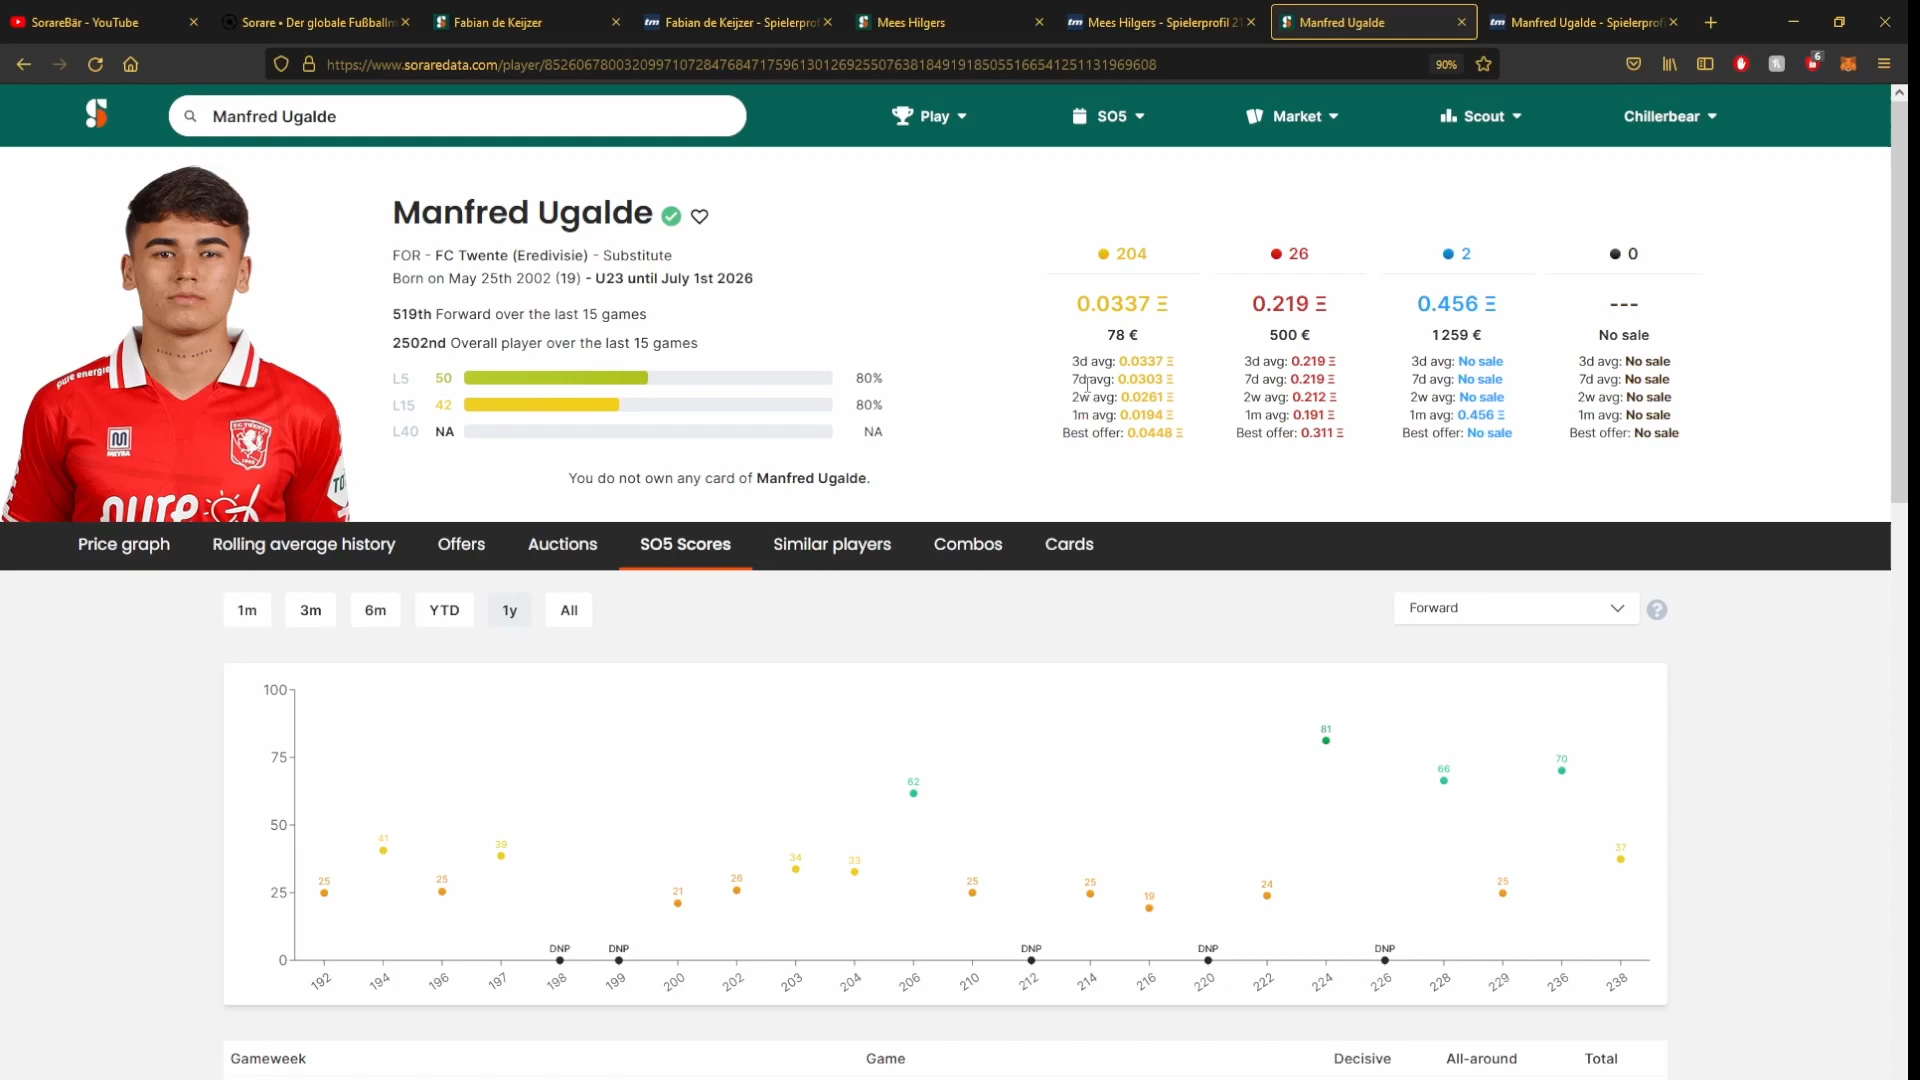 SorareBär - YouTube
Sorare • Der globale Fußballm
Fabian de Keijzer
tm Fabian de Keijzer - Spielerprof
Mees Hilgers
tm Mees Hilgers - Spielerprofil 21
Manfred Ugalde
tm Manfred Ugalde - Spielerprofi
https://www.soraredata.com/player/85260678003209971072847684717596130126925507638184919185055166541251131969608
90%
6
Manfred Ugalde
Play
SO5
Market
Scout
Chillerbear
Manfred Ugalde
FOR - FC Twente (Eredivisie) - Substitute
Born on May 25th 2002 (19) - U23 until July 1st 2026
519th Forward over the last 15 games
2502nd Overall player over the last 15 games
L5 50 80%
L15 42 80%
L40 NA NA
You do not own any card of Manfred Ugalde.
204 26 2 0
0.0337 Ξ 0.219 Ξ 0.456 Ξ ---
78 € 500 € 1259 € No sale
3d avg: 0.0337 Ξ 3d avg: 0.219 Ξ 3d avg: No sale 3d avg: No sale
7d avg: 0.0303 Ξ 7d avg: 0.219 Ξ 7d avg: No sale 7d avg: No sale
2w avg: 0.0261 Ξ 2w avg: 0.212 Ξ 2w avg: No sale 2w avg: No sale
1m avg: 0.0194 Ξ 1m avg: 0.191 Ξ 1m avg: 0.456 Ξ 1m avg: No sale
Best offer: 0.0448 Ξ Best offer: 0.311 Ξ Best offer: No sale Best offer: No sale
pure energie
MEYBA
FC TWENTE
pure
Price graph
Rolling average history
Offers
Auctions
SO5 Scores
Similar players
Combos
Cards
1m 3m 6m YTD 1y All
Forward
?
100
75
50
25
0
25 41 25 39 DNP DNP 21 26 34 33 62 25 DNP 25 19 DNP 24 81 DNP 66 25 70 37
192 194 196 197 198 199 200 202 203 204 206 210 212 214 216 220 222 224 226 228 229 236 238
Gameweek Game Decisive All-around Total